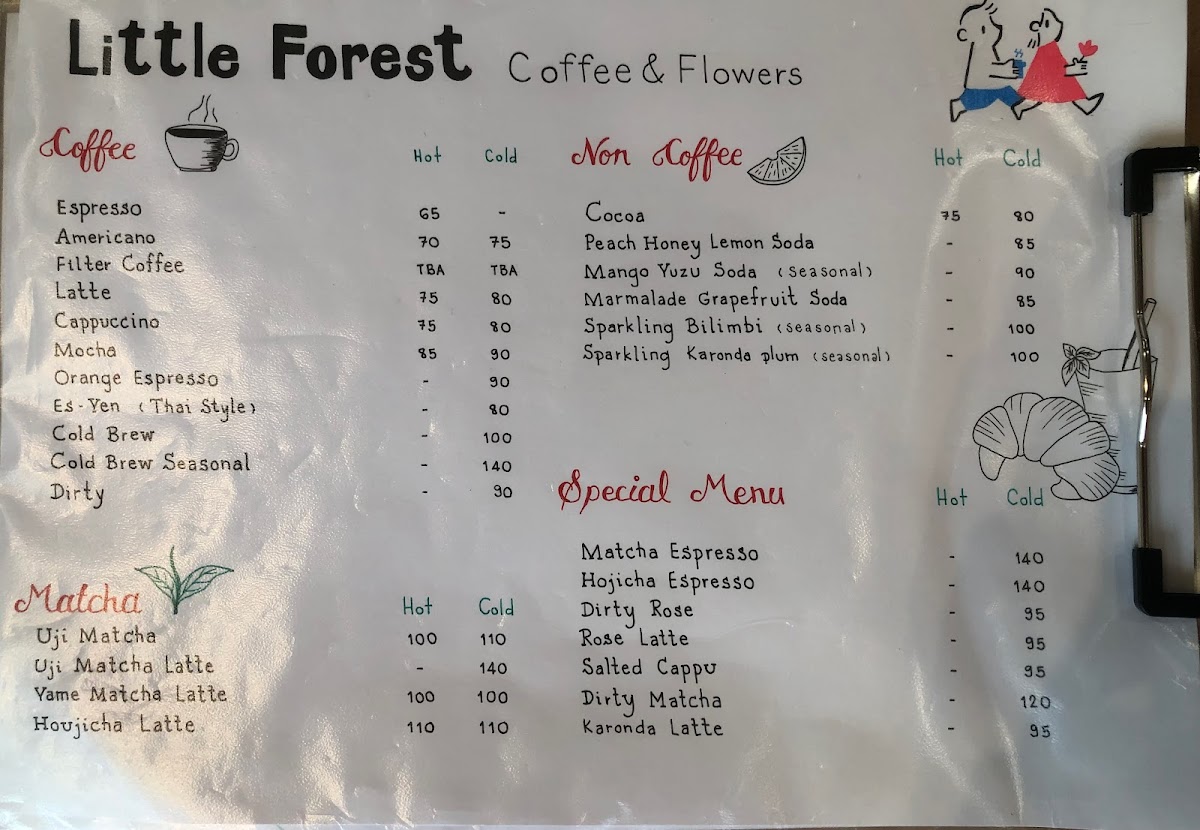 Little Forest Coffee & Flowers
Coffee Hot Cold
Espresso 65 -
Americano 70 75
Filter Coffee TBA TBA
Latte 75 80
Cappuccino 75 80
Mocha 85 90
Orange Espresso - 90
Es-Yen (Thai Style) - 80
Cold Brew - 100
Cold Brew Seasonal - 140
Dirty - 90
Matcha Hot Cold
Uji Matcha 100 110
Uji Matcha Latte - 140
Yame Matcha Latte 100 100
Houjicha Latte 110 110
Non Coffee Hot Cold
Cocoa 75 80
Peach Honey Lemon Soda - 85
Mango Yuzu Soda (seasonal) - 90
Marmalade Grapefruit Soda - 85
Sparkling Bilimbi (seasonal) - 100
Sparkling Karonda plum (seasonal) - 100
Special Menu Hot Cold
Matcha Espresso - 140
Hojicha Espresso - 140
Dirty Rose - 95
Rose Latte - 95
Salted Cappu - 95
Dirty Matcha - 120
Karonda Latte - 95